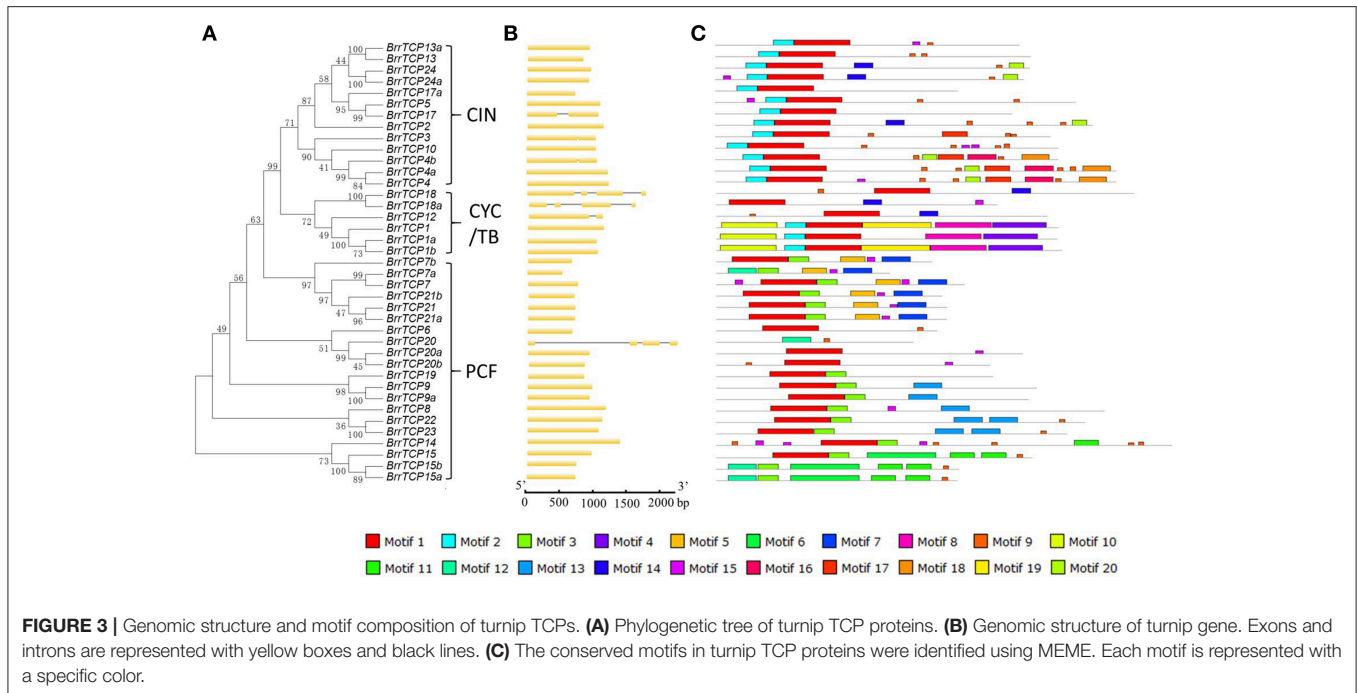 A
B
C
BrrTCP13a
BrrTCP13
BrrTCP24
BrrTCP24a
BrrTCP17a
BrrTCP5
BrrTCP17
BrrTCP2
BrrTCP3
BrrTCP10
BrrTCP4b
BrrTCP4a
BrrTCP4
BrrTCP18
BrrTCP18a
BrrTCP12
BrrTCP1
BrrTCP1a
BrrTCP1b
BrrTCP7b
BrrTCP7a
BrrTCP7
BrrTCP21b
BrrTCP21
BrrTCP21a
BrrTCP6
BrrTCP20
BrrTCP20a
BrrTCP20b
BrrTCP19
BrrTCP9
BrrTCP9a
BrrTCP8
BrrTCP22
BrrTCP23
BrrTCP14
BrrTCP15
BrrTCP15b
BrrTCP15a
100
44
58
100
87
95
99
71
90
41
99
84
99
100
72
49
100
73
63
99
97
97
47
96
56
51
99
45
49
98
100
36
100
73
100
89
CIN
CYC
/TB
PCF
5’ 3’
0 500 1000 1500 2000 bp
Motif 1 Motif 2 Motif 3 Motif 4 Motif 5 Motif 6 Motif 7 Motif 8 Motif 9 Motif 10
Motif 11 Motif 12 Motif 13 Motif 14 Motif 15 Motif 16 Motif 17 Motif 18 Motif 19 Motif 20
FIGURE 3 | Genomic structure and motif composition of turnip TCPs. (A) Phylogenetic tree of turnip TCP proteins. (B) Genomic structure of turnip gene. Exons and
introns are represented with yellow boxes and black lines. (C) The conserved motifs in turnip TCP proteins were identified using MEME. Each motif is represented with
a specific color.